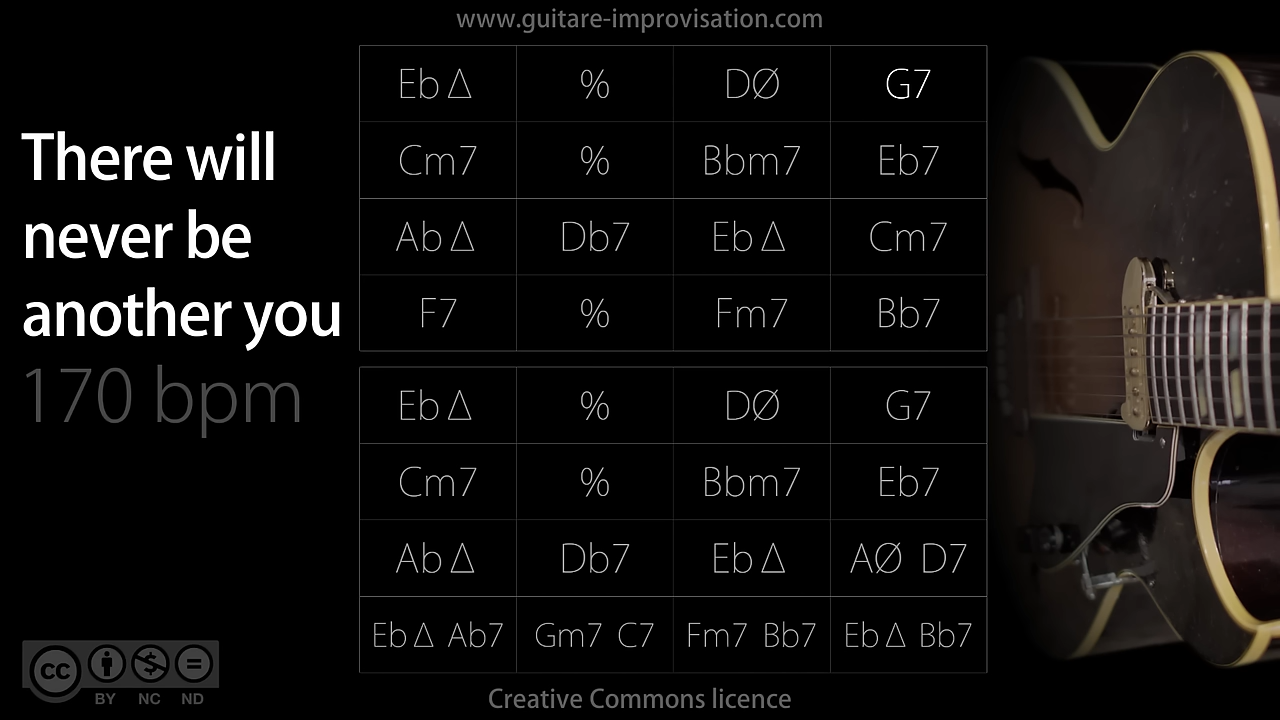 www.guitare-improvisation.com
There will
never be
another you
170 bpm
Eb Δ % DØ G7
Cm7 % Bbm7 Eb7
Ab Δ Db7 Eb Δ Cm7
F7 % Fm7 Bb7
Eb Δ % DØ G7
Cm7 % Bbm7 Eb7
Ab Δ Db7 Eb Δ AØ D7
Eb Δ Ab7 Gm7 C7 Fm7 Bb7 Eb Δ Bb7
cc
BY NC ND
Creative Commons licence